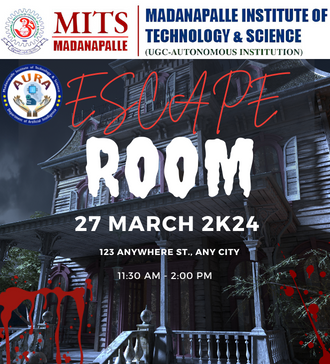 MITS
MADANAPALLE
MADANAPALLE INSTITUTE OF
TECHNOLOGY & SCIENCE
(UGC-AUTONOMOUS INSTITUTION)
AURA
ESCAPE
ROOM
27 MARCH 2K24
123 ANYWHERE ST., ANY CITY
11:30 AM - 2:00 PM